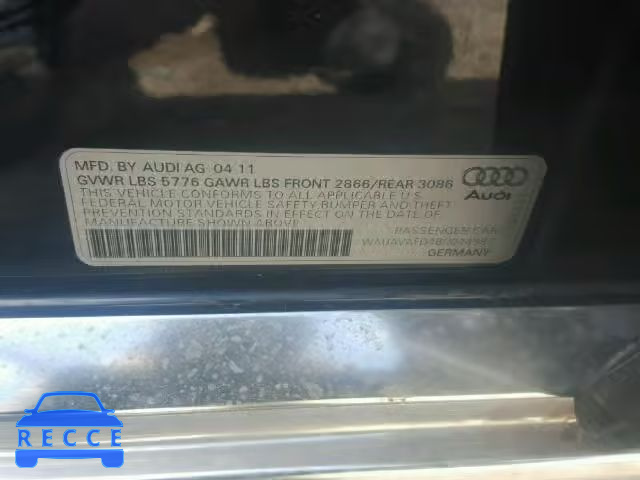 MFD. BY AUDI AG 04 11
GVWR LBS 5776 GAWR LBS FRONT 2866/REAR 3086
THIS VEHICLE CONFORMS TO ALL APPLICABLE U.S.
FEDERAL MOTOR VEHICLE SAFETY BUMPER AND THEFT
PREVENTION STANDARDS IN EFFECT ON THE DATE OF
MANUFACTURE SHOWN ABOVE
Audi
PASSENGER CAR
GERMANY
RECCE